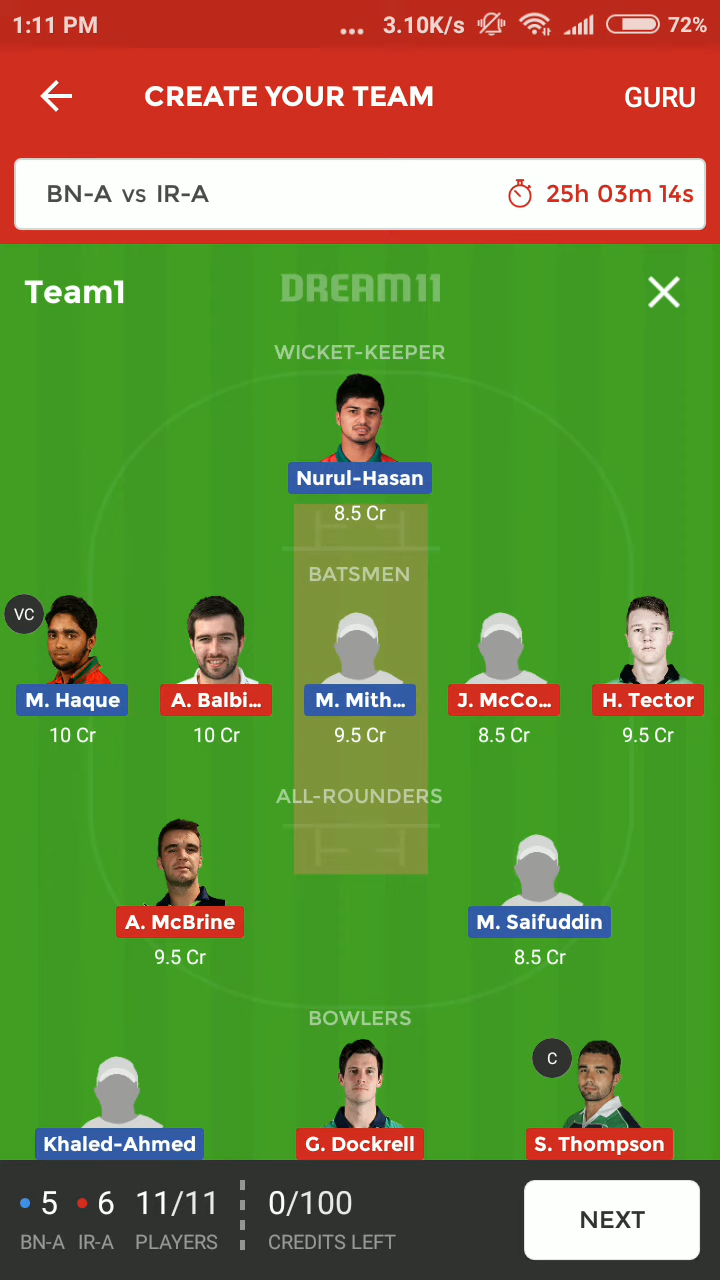 1:11 PM ... 3.10K/s 72%
CREATE YOUR TEAM GURU
BN-A vs IR-A 25h 03m 14s
Team1 DREAM11
WICKET-KEEPER
Nurul-Hasan
8.5 Cr
BATSMEN
VC
M. Haque A. Balbi... M. Mith... J. McCo... H. Tector
10 Cr 10 Cr 9.5 Cr 8.5 Cr 9.5 Cr
ALL-ROUNDERS
A. McBrine M. Saifuddin
9.5 Cr 8.5 Cr
BOWLERS
C
Khaled-Ahmed G. Dockrell S. Thompson
5 6 11/11 0/100
BN-A IR-A PLAYERS CREDITS LEFT
NEXT